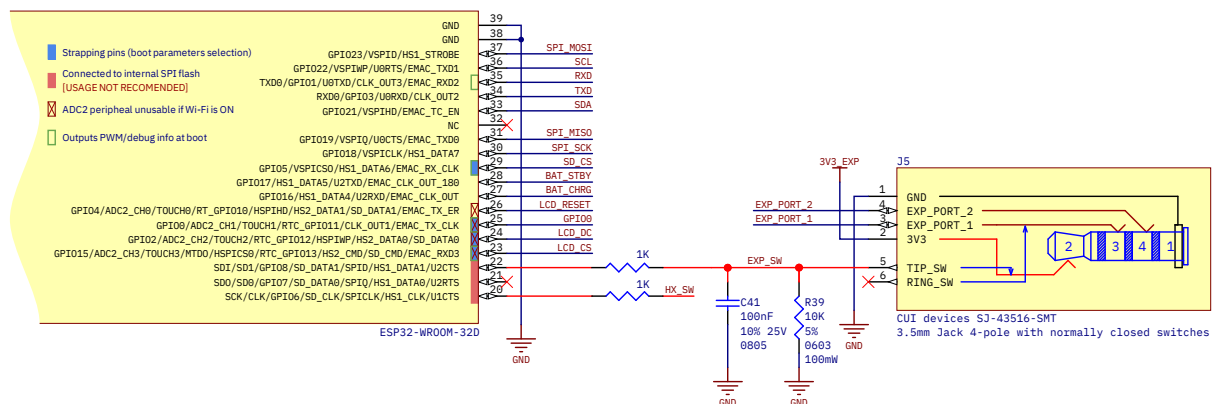 Strapping pins (boot parameters selection)
Connected to internal SPI flash
[USAGE NOT RECOMENDED]
ADC2 peripheral unusable if Wi-Fi is ON
Outputs PWM/debug info at boot
GND 39
GND 38
GPIO23/VSPID/HS1_STROBE 37 SPI_MOSI
GPIO22/VSPIWP/U0RTS/EMAC_TXD1 36 SCL
TXD0/GPIO1/U0TXD/CLK_OUT3/EMAC_RXD2 35 RXD
RXD0/GPIO3/U0RXD/CLK_OUT2 34 TXD
GPIO21/VSPIHD/EMAC_TC_EN 33 SDA
NC 32
GPIO19/VSPIQ/U0CTS/EMAC_TXD0 31 SPI_MISO
GPIO18/VSPICLK/HS1_DATA7 30 SPI_SCK
GPIO5/VSPICSO/HS1_DATA6/EMAC_RX_CLK 29 SD_CS
GPIO17/HS1_DATA5/U2TXD/EMAC_CLK_OUT_180 28 BAT_STBY
GPIO16/HS1_DATA4/U2RXD/EMAC_CLK_OUT 27 BAT_CHRG
GPIO4/ADC2_CH0/TOUCH0/RT_GPIO10/HSPIHD/HS2_DATA1/SD_DATA1/EMAC_TX_ER 26 LCD_RESET
GPIO0/ADC2_CH1/TOUCH1/RTC_GPIO11/CLK_OUT1/EMAC_TX_CLK 25 GPIO0
GPIO2/ADC2_CH2/TOUCH2/RTC_GPIO12/HSPIWP/HS2_DATA0/SD_DATA0 24 LCD_DC
GPIO15/ADC2_CH3/TOUCH3/MTDO/HSPICS0/RTC_GPIO13/HS2_CMD/SD_CMD/EMAC_RXD3 23 LCD_CS
SDI/SD1/GPIO8/SD_DATA1/SPID/HS1_DATA1/U2CTS 22
SD0/SD0/GPIO7/SD_DATA0/SPIQ/HS1_DATA0/U2RTS 21
SCK/CLK/GPIO6/SD_CLK/SPICLK/HS1_CLK/U1CTS 20
ESP32-WROOM-32D
GND
1K
1K
HX_SW
EXP_SW
C41
100nF
10% 25V
0805
GND
R39
10K
5%
0603
100mW
GND
3V3_EXP
EXP_PORT_2
EXP_PORT_1
GND
J5
1 GND
4 EXP_PORT_2
3 EXP_PORT_1
2 3V3
5 TIP_SW
6 RING_SW
2 3 4 1
CUI devices SJ-43516-SMT
3.5mm Jack 4-pole with normally closed switches